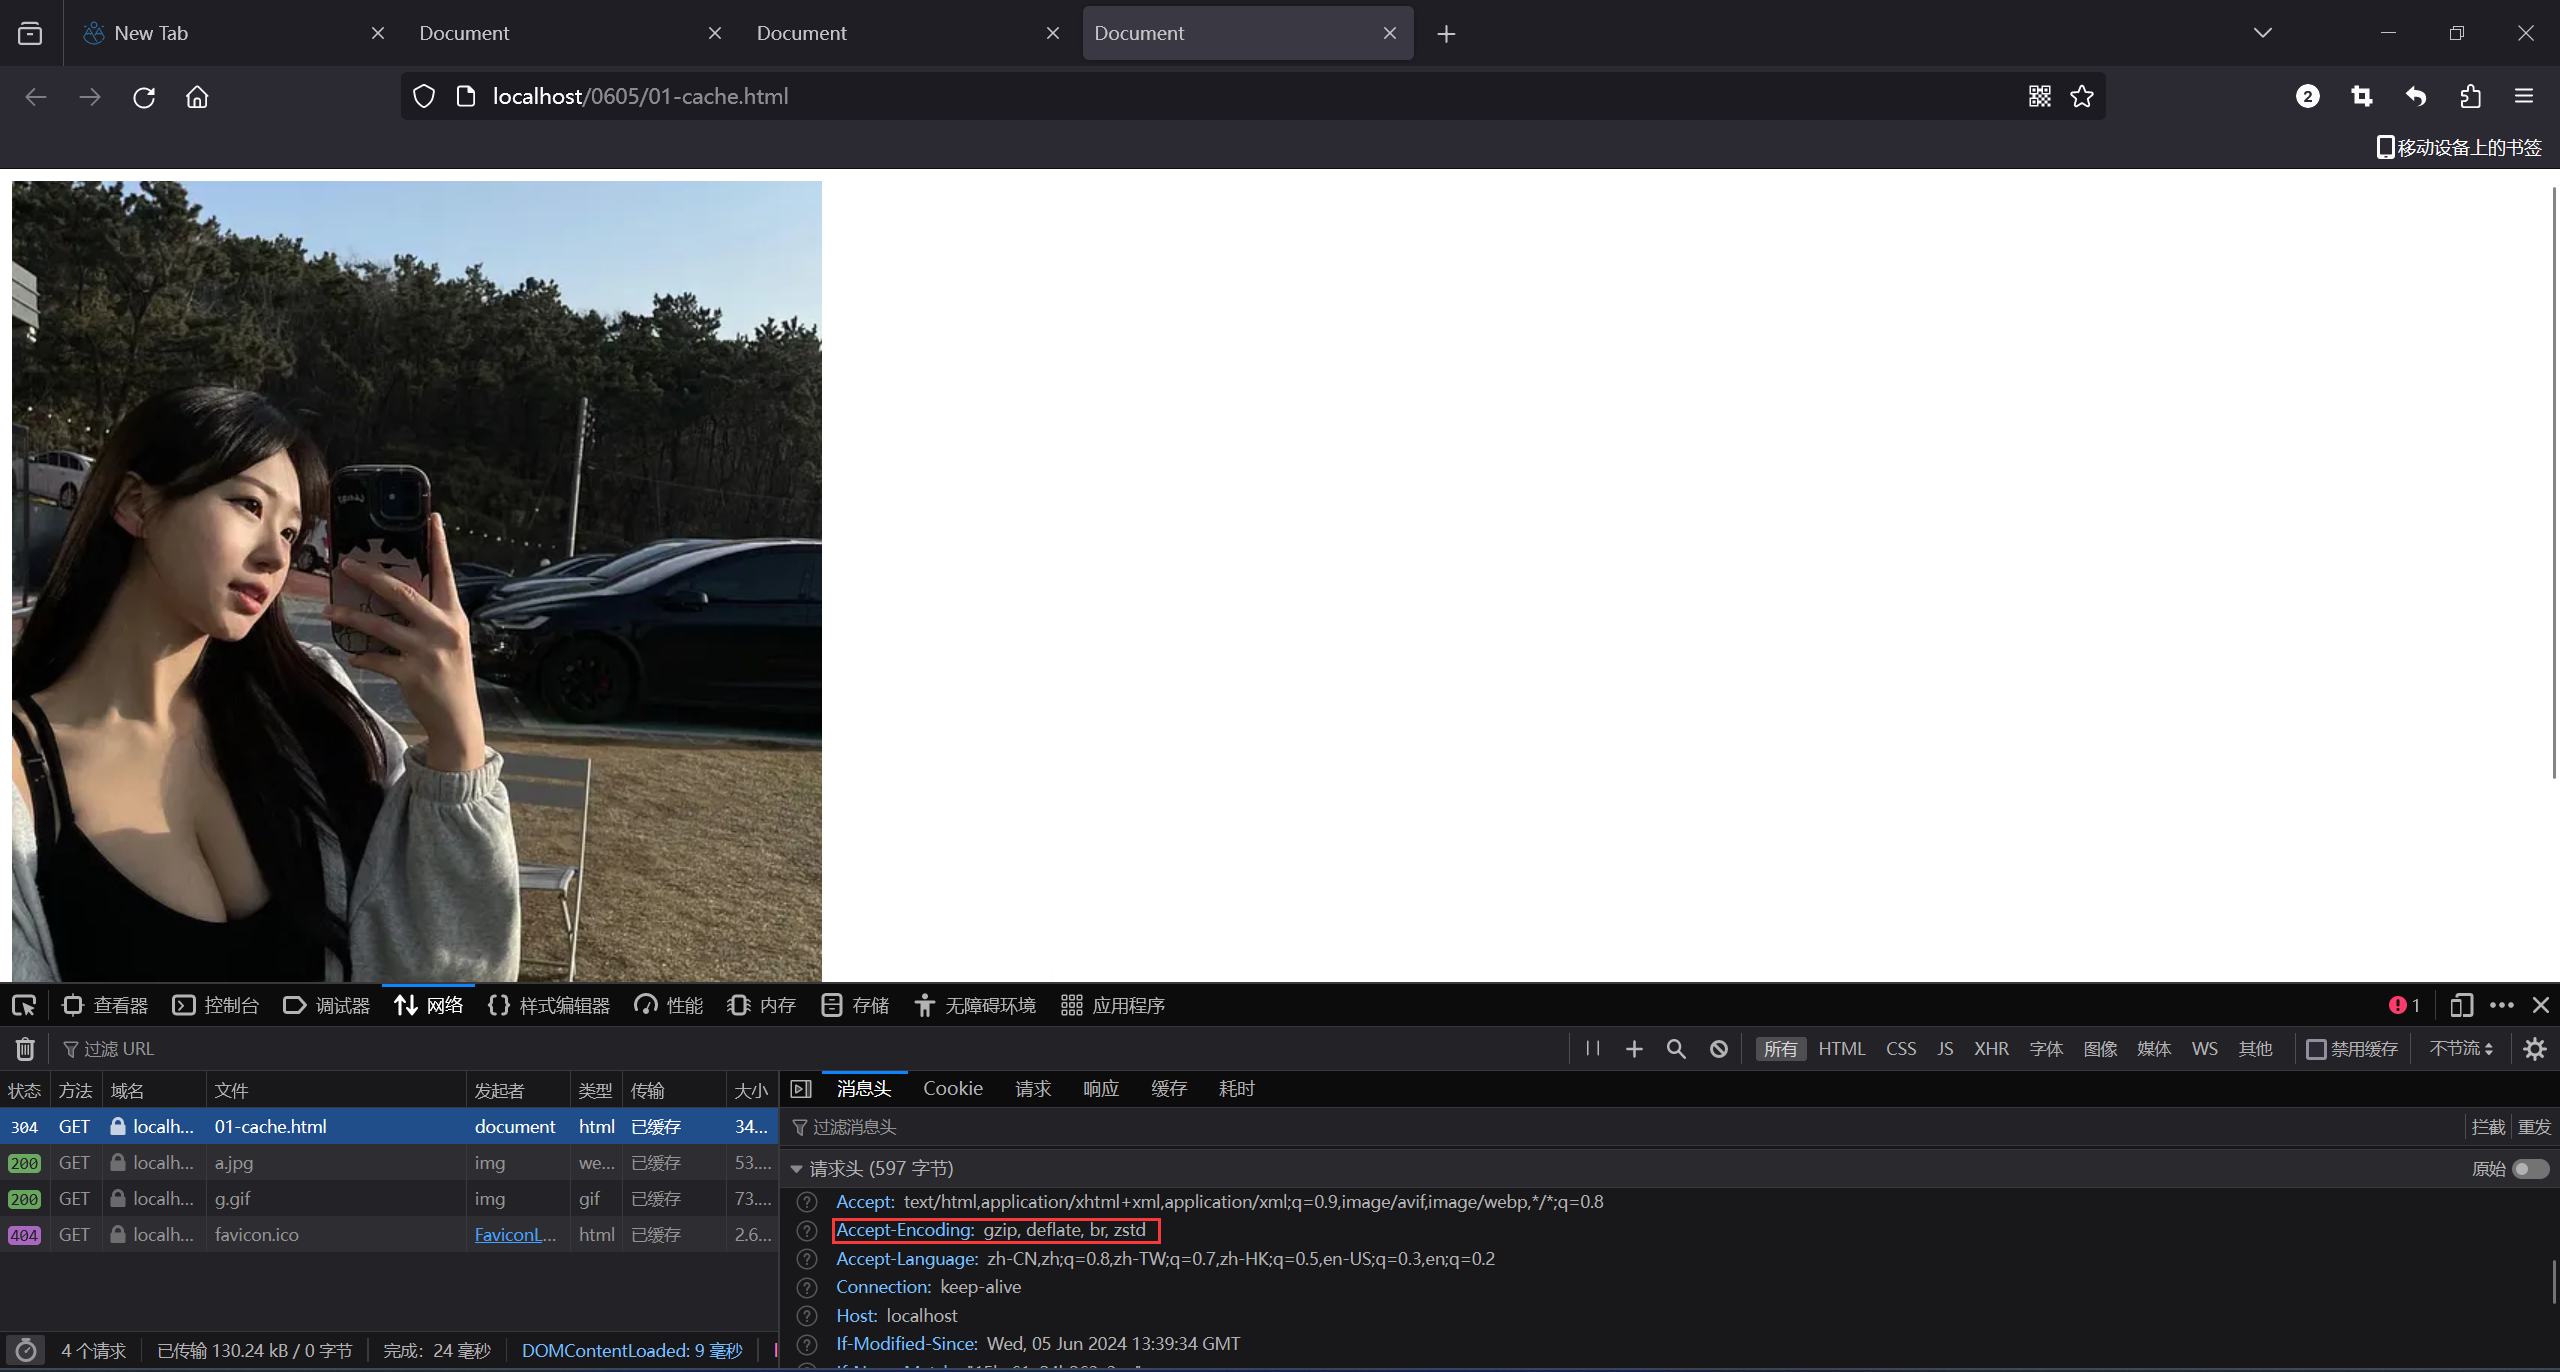 New Tab
Document
Document
Document
localhost/0605/01-cache.html
2
移动设备上的书签
查看器 控制台 调试器 网络 样式编辑器 性能 内存 存储 无障碍环境 应用程序 1
过滤 URL
所有 HTML CSS JS XHR 字体 图像 媒体 WS 其他 禁用缓存 不节流
状态 方法 域名 文件 发起者 类型 传输 大小
304 GET localh... 01-cache.html document html 已缓存 34...
200 GET localh... a.jpg img we... 已缓存 53....
200 GET localh... g.gif img gif 已缓存 73....
404 GET localh... favicon.ico FaviconL... html 已缓存 2.6...
4 个请求 已传输 130.24 kB / 0 字节 完成：24 毫秒 DOMContentLoaded: 9 毫秒
消息头 Cookie 请求 响应 缓存 耗时
过滤消息头 拦截 重发
请求头 (597 字节) 原始
Accept: text/html,application/xhtml+xml,application/xml;q=0.9,image/avif,image/webp,*/*;q=0.8
Accept-Encoding: gzip, deflate, br, zstd
Accept-Language: zh-CN,zh;q=0.8,zh-TW;q=0.7,zh-HK;q=0.5,en-US;q=0.3,en;q=0.2
Connection: keep-alive
Host: localhost
If-Modified-Since: Wed, 05 Jun 2024 13:39:34 GMT